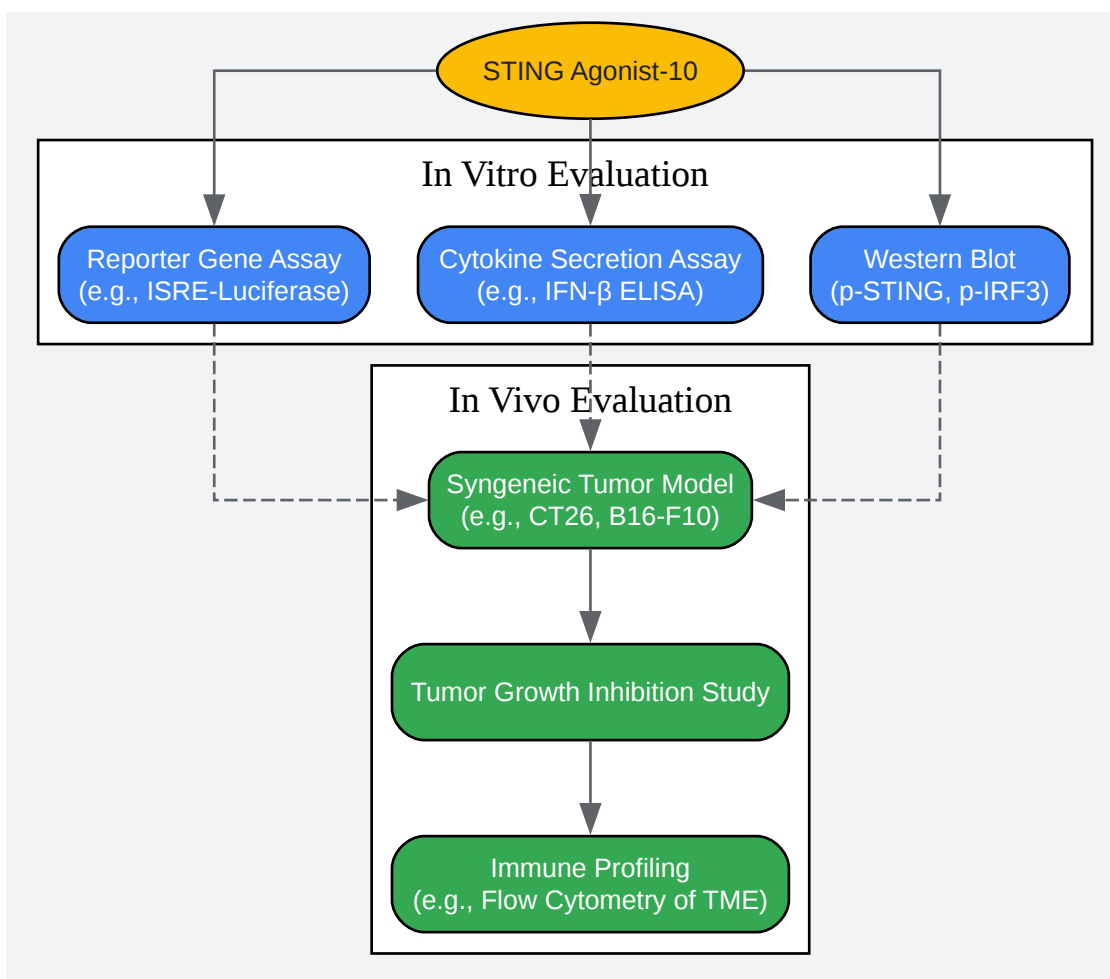 STING Agonist-10
In Vitro Evaluation
Reporter Gene Assay
(e.g., ISRE-Luciferase)
Cytokine Secretion Assay
(e.g., IFN-β ELISA)
Western Blot
(p-STING, p-IRF3)
In Vivo Evaluation
Syngeneic Tumor Model
(e.g., CT26, B16-F10)
Tumor Growth Inhibition Study
Immune Profiling
(e.g., Flow Cytometry of TME)